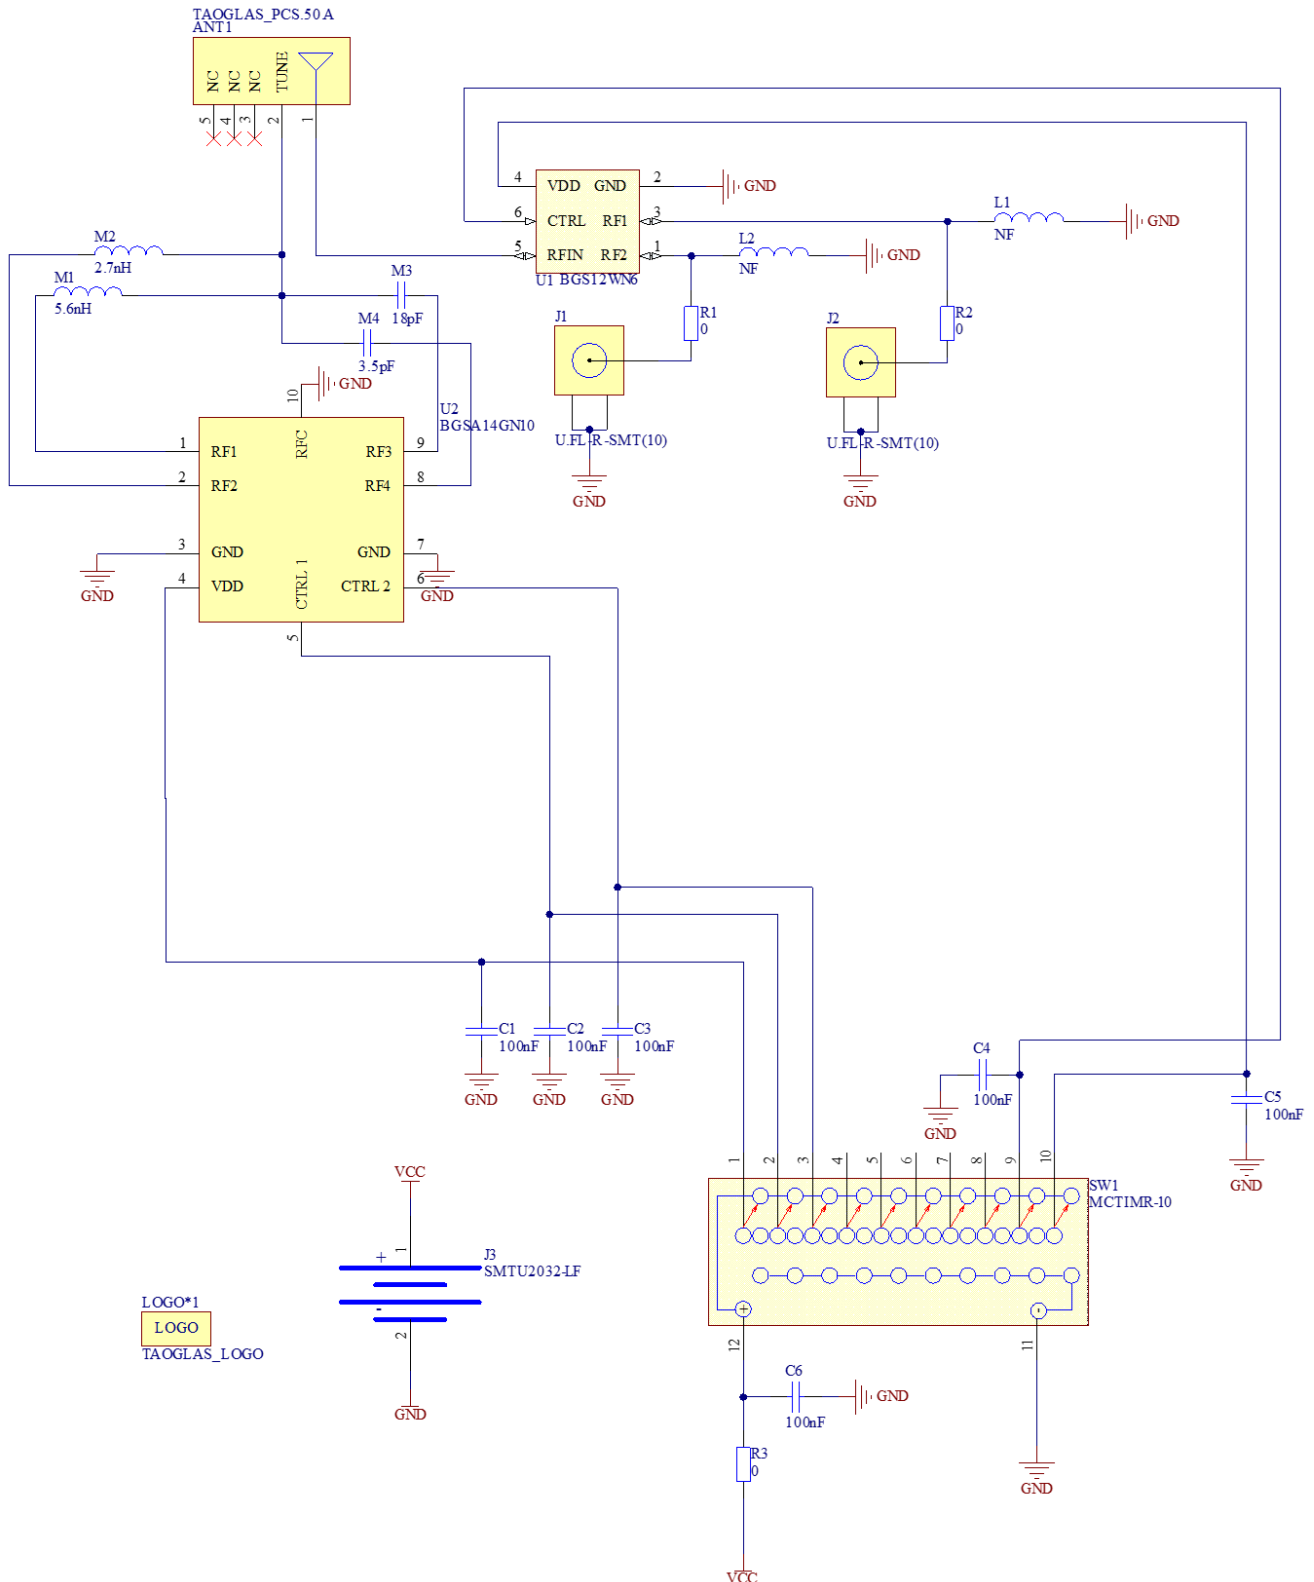 TAOGLAS_PCS.50 A
ANT1
NC
NC
NC
TUNE
5
4
3
2
1
4
VDD
GND
2
GND
6
CTRL
RF1
3
5
RFIN
RF2
1
U1 BGS12WN6
L1
NF
GND
L2
NF
GND
M2
2.7nH
M1
5.6nH
M3
18pF
M4
3.5pF
J1
R1
0
J2
R2
0
U.FL-R-SMT(10)
GND
U.FL-R-SMT(10)
GND
10
GND
U2
BGSA14GN10
1
RF1
RFC
RF3
9
2
RF2
RF4
8
3
GND
GND
7
4
VDD
CTRL 1
CTRL 2
6
GND
GND
5
C1
100nF
GND
C2
100nF
GND
C3
100nF
GND
C4
100nF
GND
C5
100nF
GND
1
2
3
4
5
6
7
8
9
10
SW1
MCTIMR-10
+
-
12
11
VCC
1
+
J3
SMTU2032-LF
-
2
GND
LOGO*1
LOGO
TAOGLAS_LOGO
C6
100nF
GND
R3
0
GND
VCC